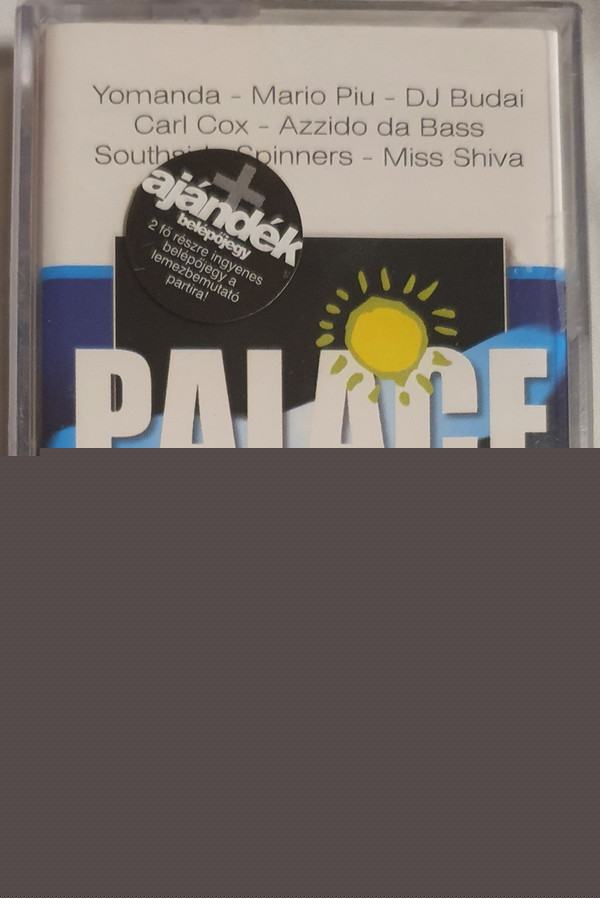 Yomanda - Mario Piu - DJ Budai
Carl Cox - Azzido da Bass
Spinners - Miss Shiva
+
ajándék
belépőjegy
2 fő részre ingyenes
belépőjegy a
lemezbemutató
partira!
PALACE